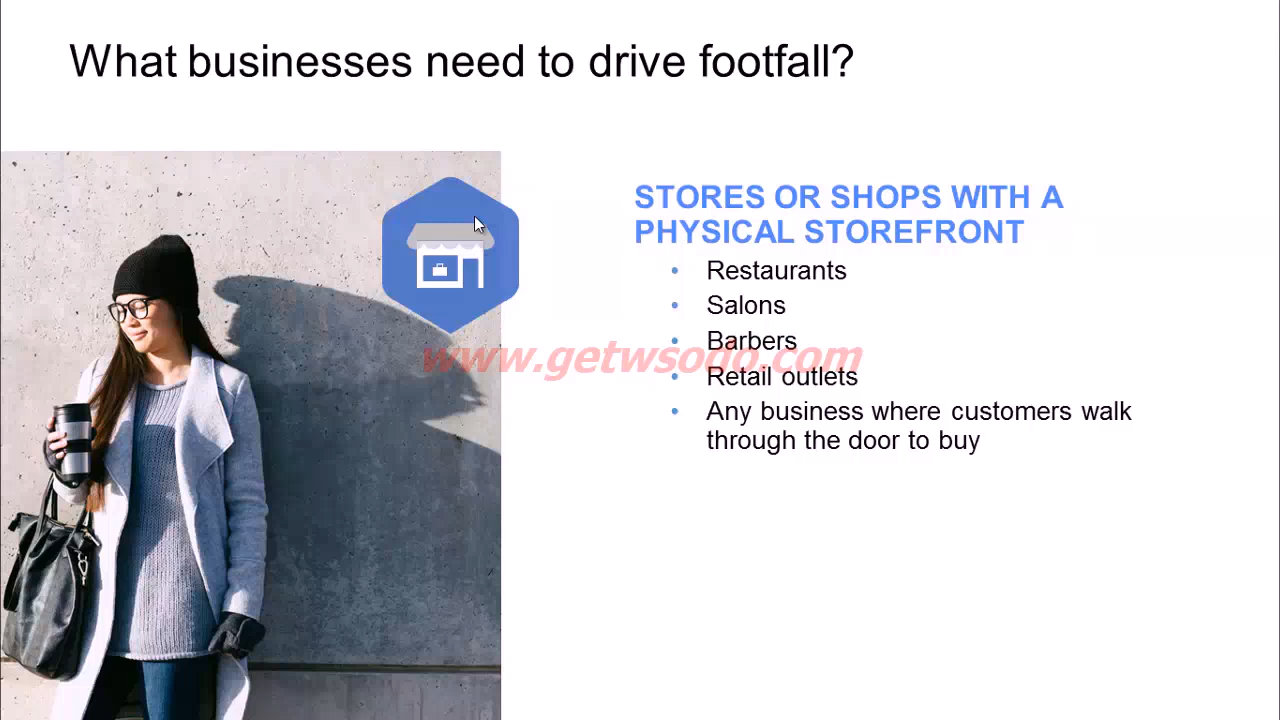 What businesses need to drive footfall?
STORES OR SHOPS WITH A
PHYSICAL STOREFRONT
• Restaurants
• Salons
• Barbers
www.getwsodo.com
• Retail outlets
• Any business where customers walk
through the door to buy